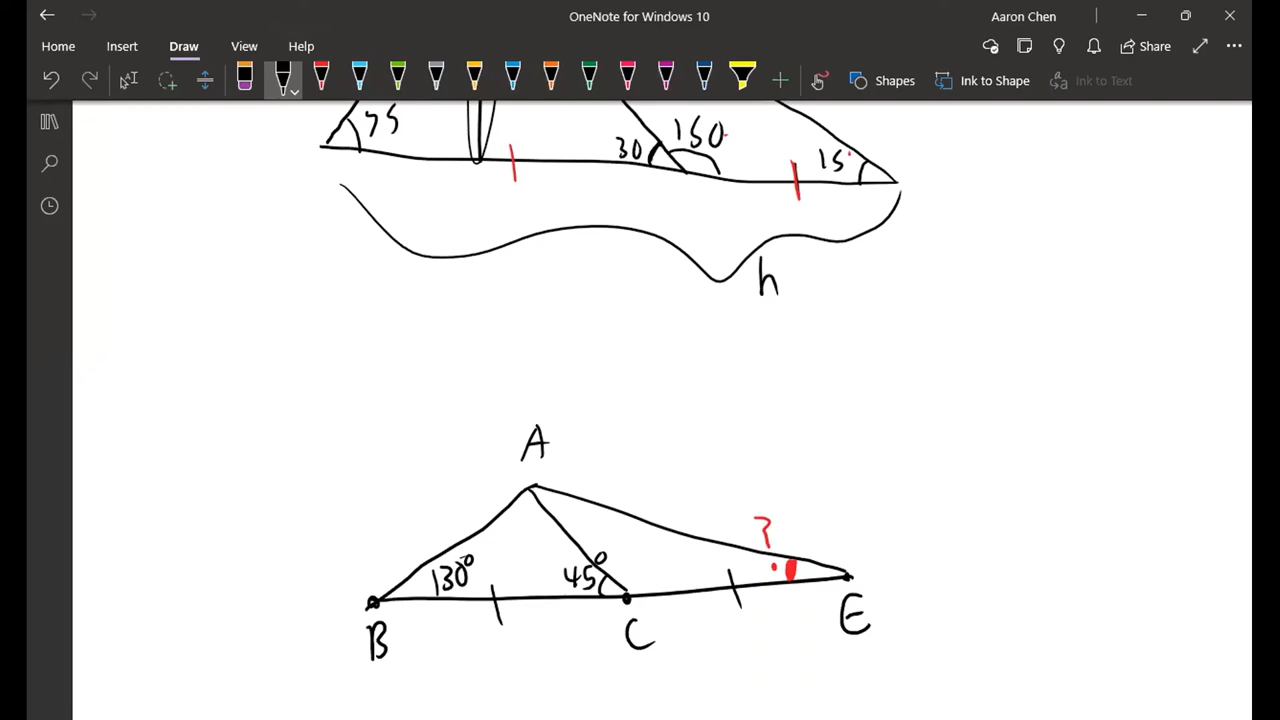 OneNote for Windows 10
Aaron Chen
Home Insert Draw View Help
Share
Shapes
Ink to Shape
Ink to Text
75
30
150
15
h
A
?
130°
45°
B
C
E